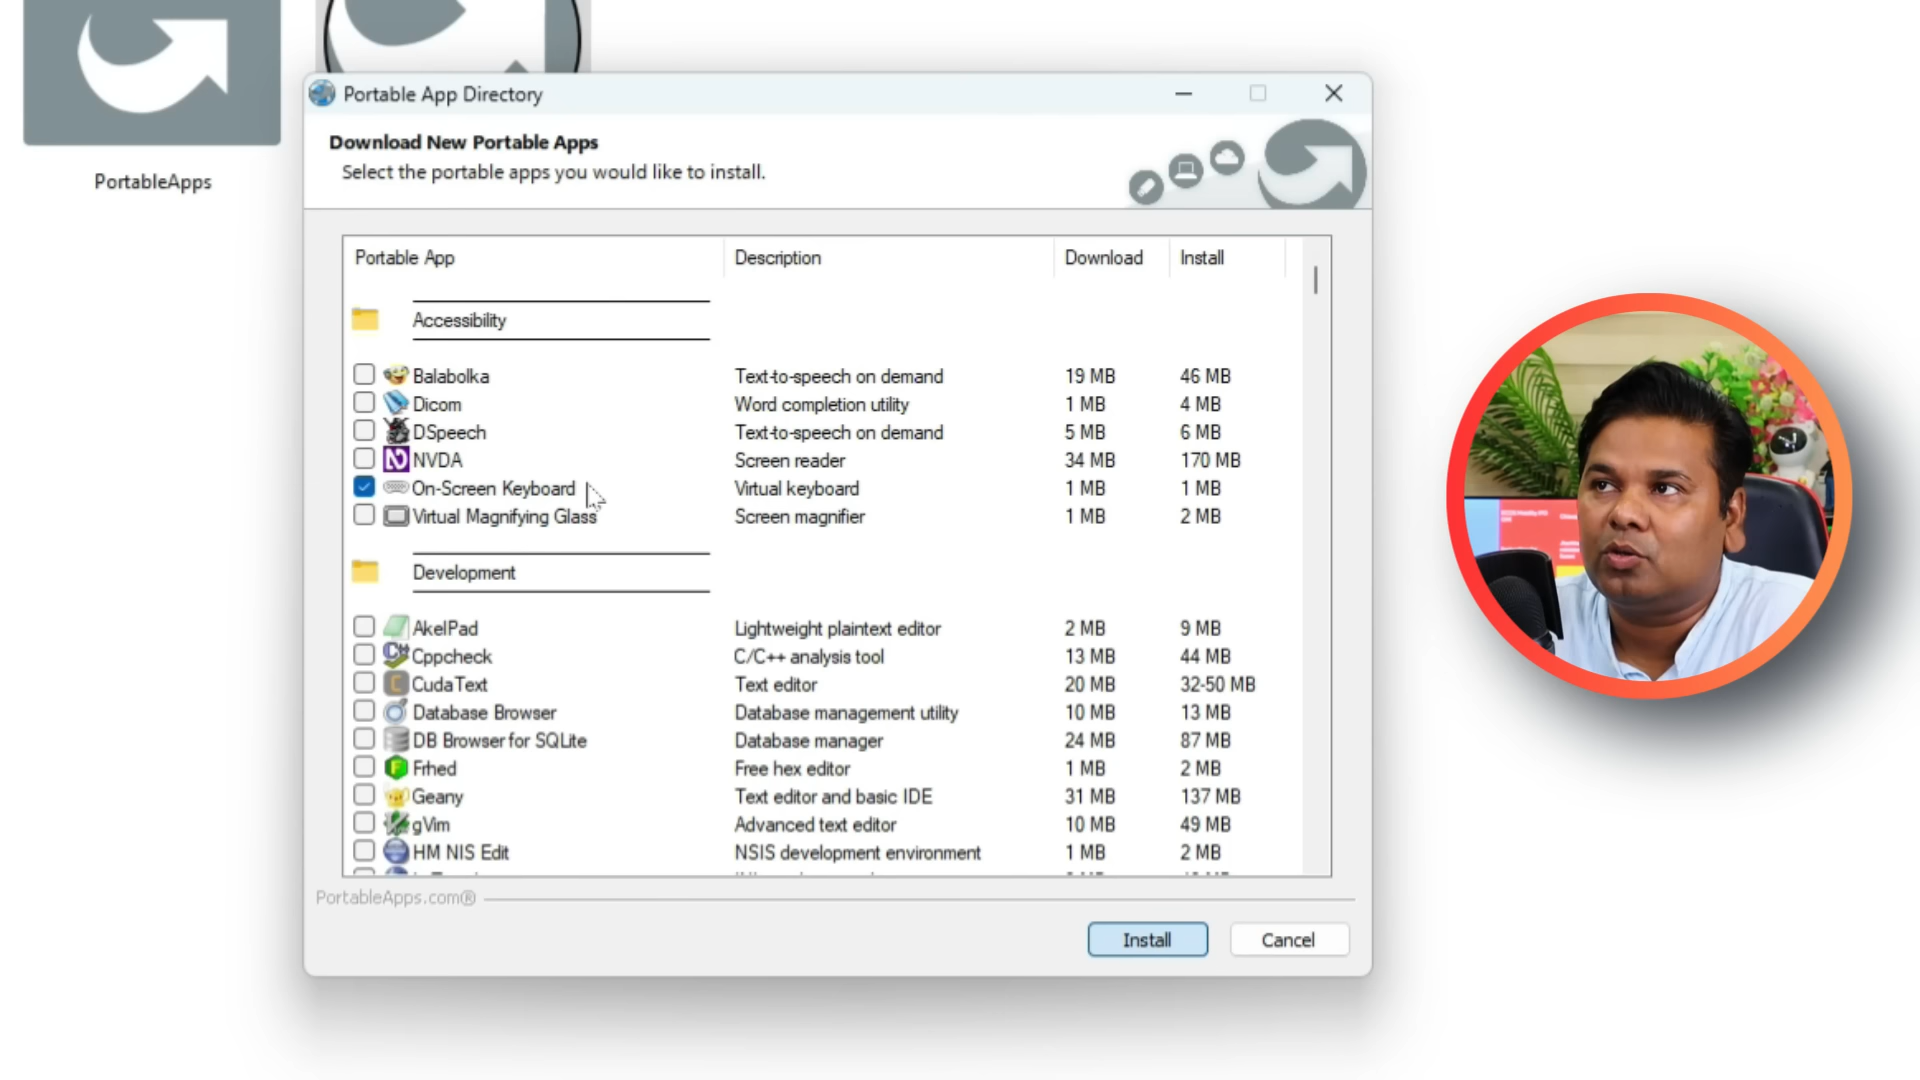 PortableApps
Portable App Directory
Download New Portable Apps
Select the portable apps you would like to install.
Portable App Description Download Install
Accessibility
Balabolka Text-to-speech on demand 19 MB 46 MB
Dicom Word completion utility 1 MB 4 MB
DSpeech Text-to-speech on demand 5 MB 6 MB
NVDA Screen reader 34 MB 170 MB
On-Screen Keyboard Virtual keyboard 1 MB 1 MB
Virtual Magnifying Glass Screen magnifier 1 MB 2 MB
Development
AkelPad Lightweight plaintext editor 2 MB 9 MB
Cppcheck C/C++ analysis tool 13 MB 44 MB
CudaText Text editor 20 MB 32-50 MB
Database Browser Database management utility 10 MB 13 MB
DB Browser for SQLite Database manager 24 MB 87 MB
Frhed Free hex editor 1 MB 2 MB
Geany Text editor and basic IDE 31 MB 137 MB
gVim Advanced text editor 10 MB 49 MB
HM NIS Edit NSIS development environment 1 MB 2 MB
PortableApps.com®
Install Cancel